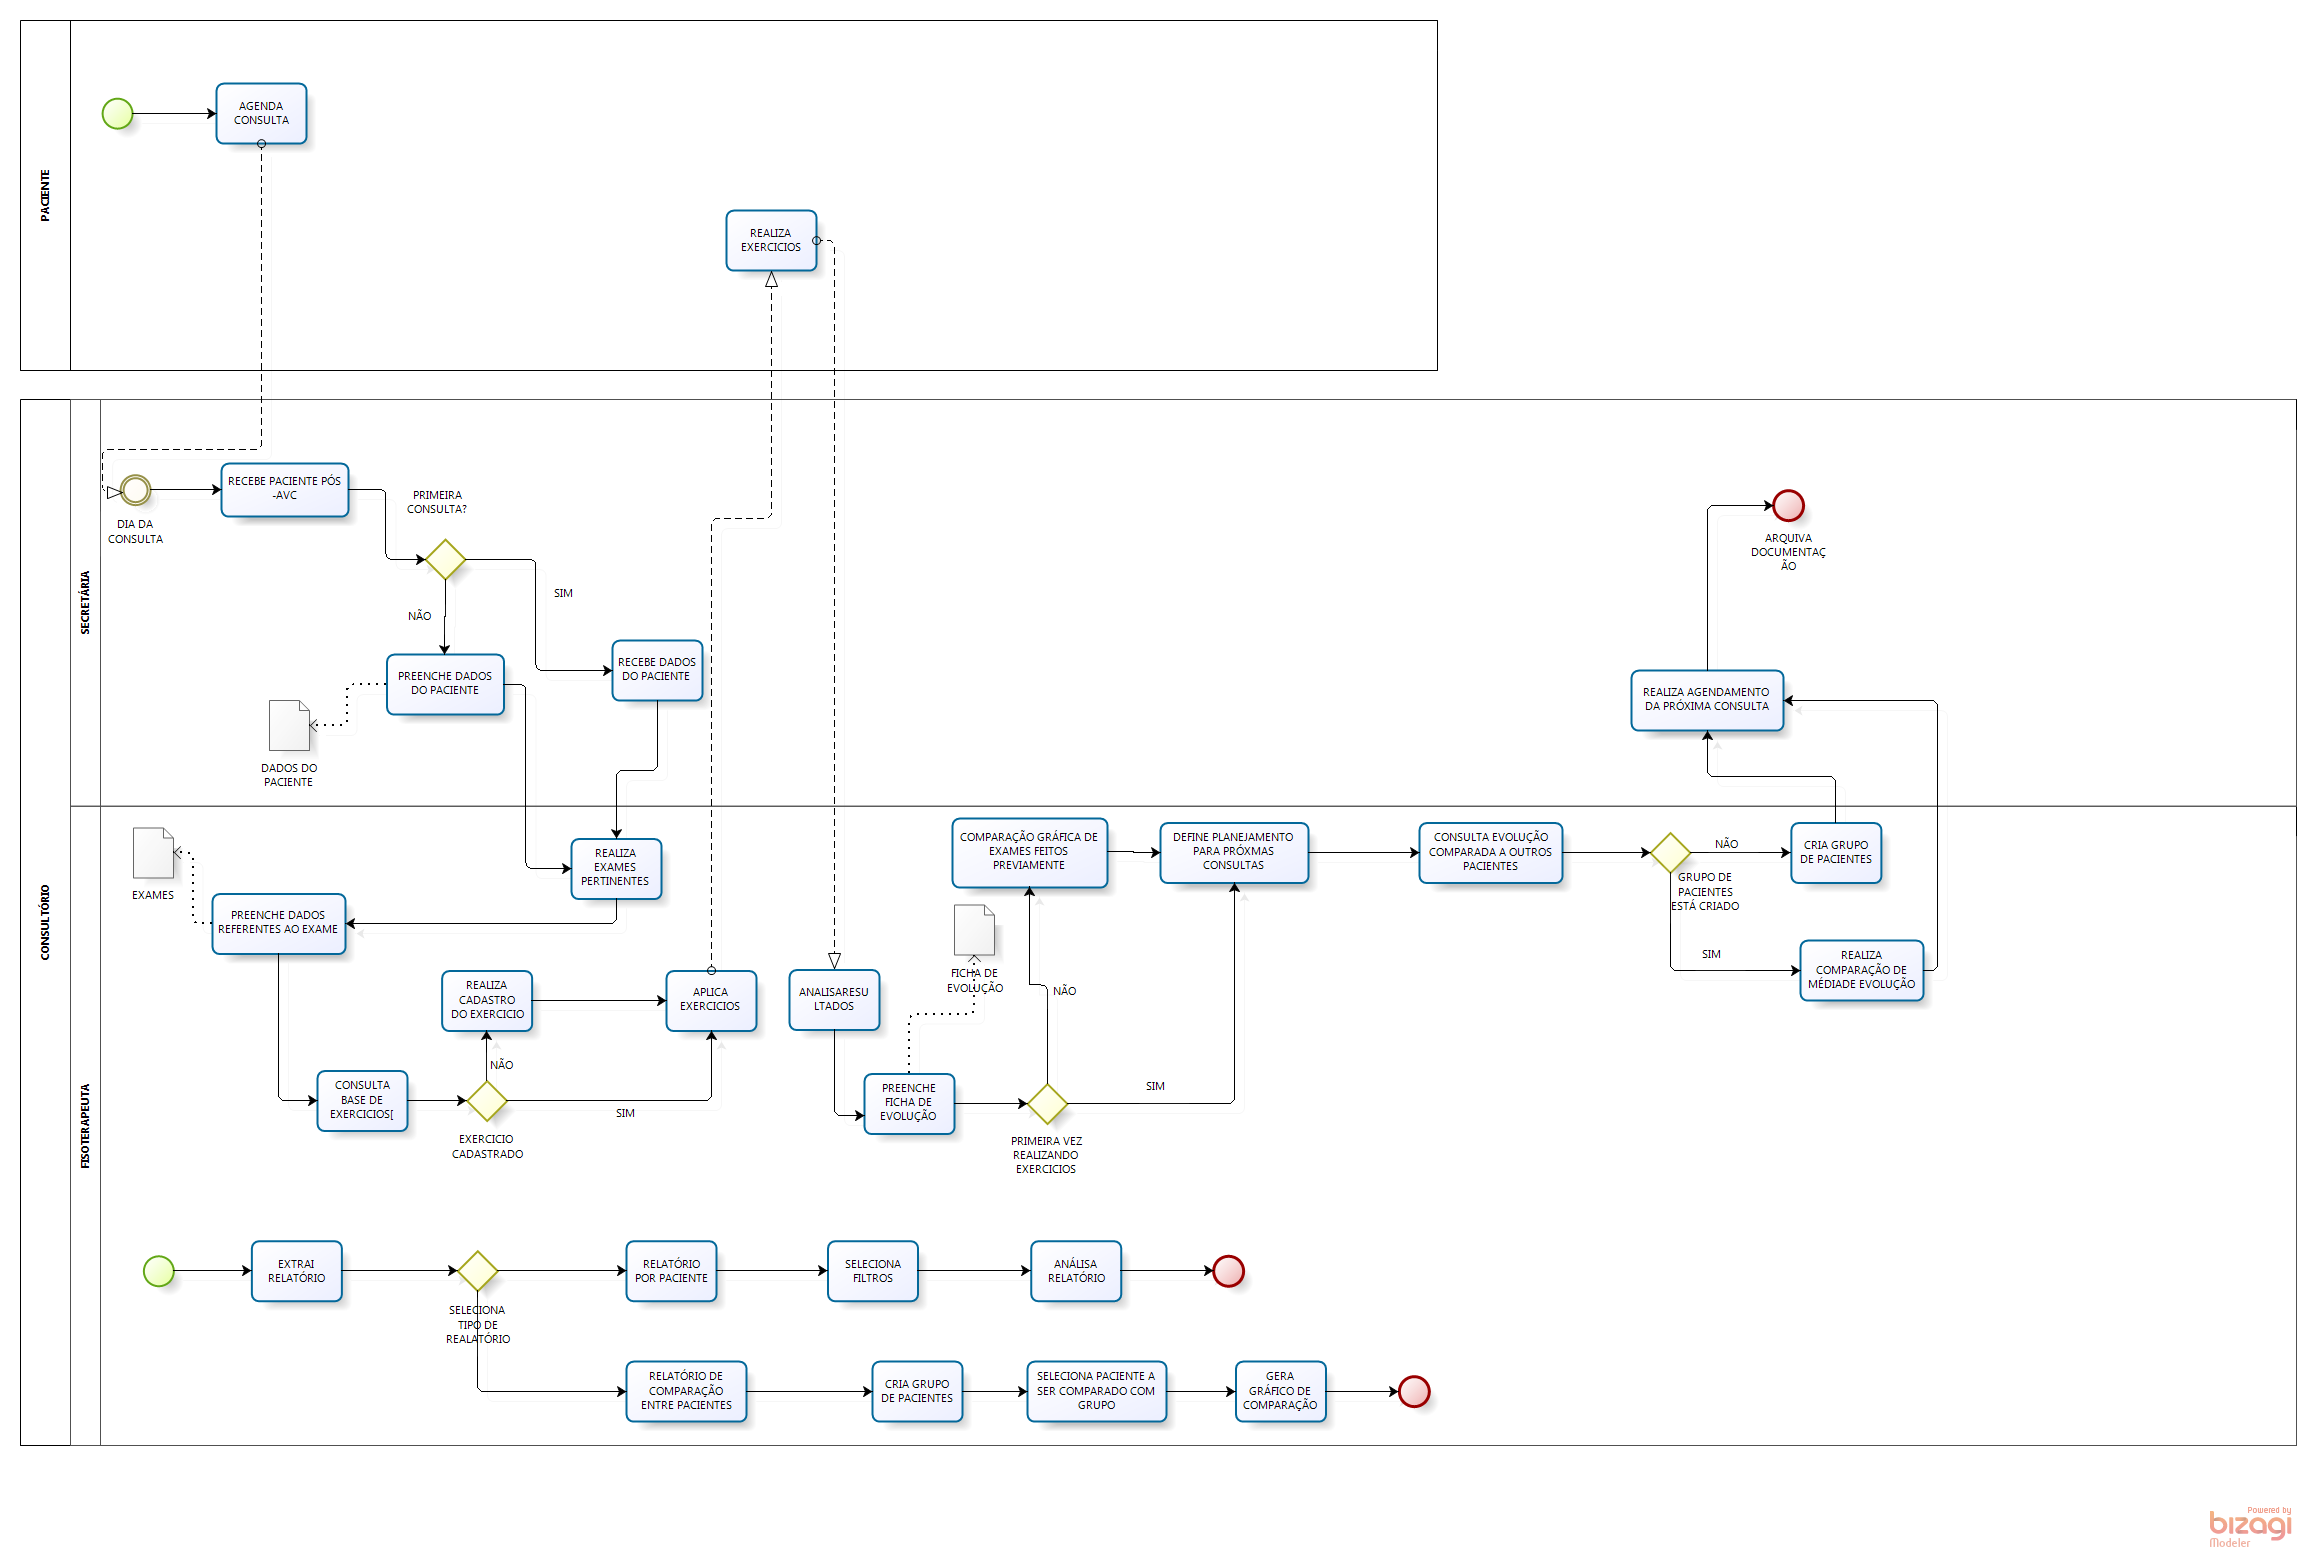 PACIENTE
AGENDA
CONSULTA
REALIZA
EXERCICIOS
CONSULTÓRIO
SECRETÁRIA
DIA DA
CONSULTA
RECEBE PACIENTE PÓS
-AVC
PRIMEIRA
CONSULTA?
SIM
NÃO
PREENCHE DADOS
DO PACIENTE
RECEBE DADOS
DO PACIENTE
DADOS DO
PACIENTE
ARQUIVA
DOCUMENTAÇ
ÃO
REALIZA AGENDAMENTO
DA PRÓXIMA CONSULTA
FISOTERAPEUTA
EXAMES
REALIZA
EXAMES
PERTINENTES
PREENCHE DADOS
REFERENTES AO EXAME
REALIZA
CADASTRO
DO EXERCICIO
APLICA
EXERCICIOS
NÃO
CONSULTA
BASE DE
EXERCICIOS[
SIM
EXERCICIO
CADASTRADO
ANALISARESU
LTADOS
PREENCHE
FICHA DE
EVOLUÇÃO
FICHA DE
EVOLUÇÃO
NÃO
SIM
PRIMEIRA VEZ
REALIZANDO
EXERCICIOS
COMPARAÇÃO GRÁFICA DE
EXAMES FEITOS
PREVIAMENTE
DEFINE PLANEJAMENTO
PARA PRÓXMAS
CONSULTAS
CONSULTA EVOLUÇÃO
COMPARADA A OUTROS
PACIENTES
NÃO
GRUPO DE
PACIENTES
ESTÁ CRIADO
SIM
CRIA GRUPO
DE PACIENTES
REALIZA
COMPARAÇÃO DE
MÉDIADE EVOLUÇÃO
EXTRAI
RELATÓRIO
SELECIONA
TIPO DE
REALATÓRIO
RELATÓRIO
POR PACIENTE
SELECIONA
FILTROS
ANÁLISA
RELATÓRIO
RELATÓRIO DE
COMPARAÇÃO
ENTRE PACIENTES
CRIA GRUPO
DE PACIENTES
SELECIONA PACIENTE A
SER COMPARADO COM
GRUPO
GERA
GRÁFICO DE
COMPARAÇÃO
Powered by
bizagi
Modeler